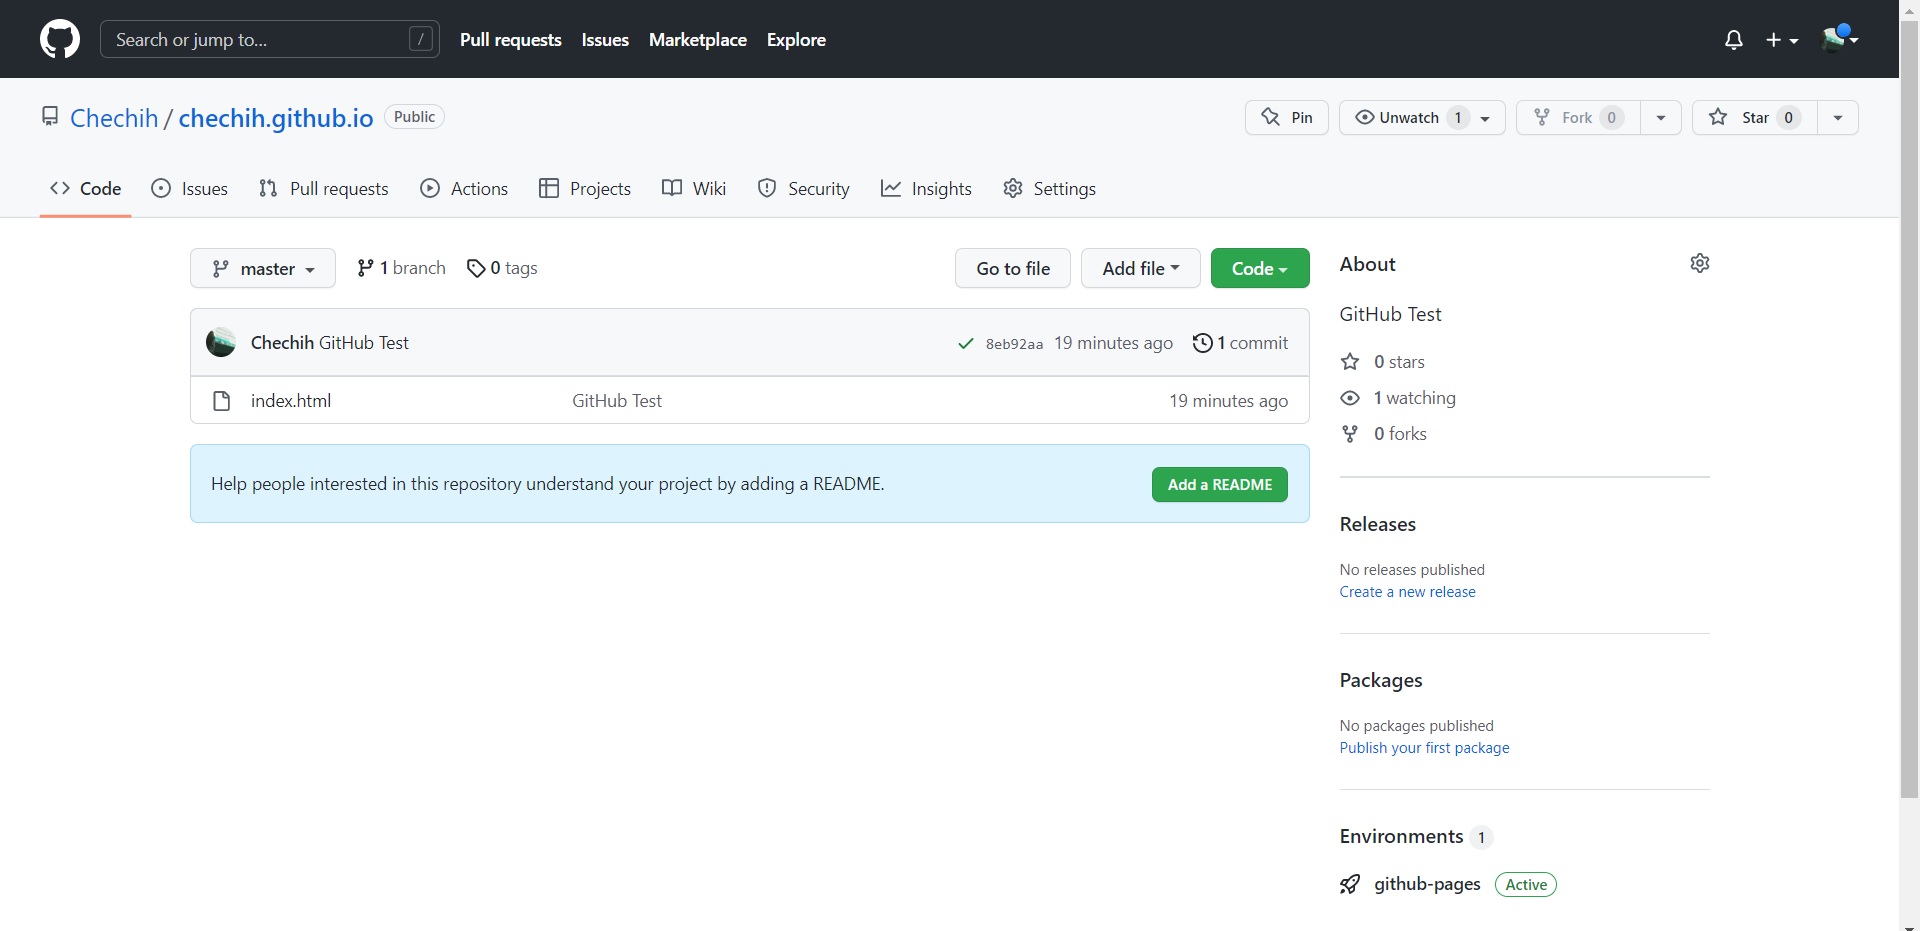 Search or jump to... /
Pull requests Issues Marketplace Explore
Chechih / chechih.github.io Public
Pin Unwatch 1 Fork 0 Star 0
Code Issues Pull requests Actions Projects Wiki Security Insights Settings
master 1 branch 0 tags
Go to file Add file Code
Chechih GitHub Test 8eb92aa 19 minutes ago 1 commit
index.html GitHub Test 19 minutes ago
Help people interested in this repository understand your project by adding a README. Add a README
About
GitHub Test
0 stars
1 watching
0 forks
Releases
No releases published
Create a new release
Packages
No packages published
Publish your first package
Environments 1
github-pages Active